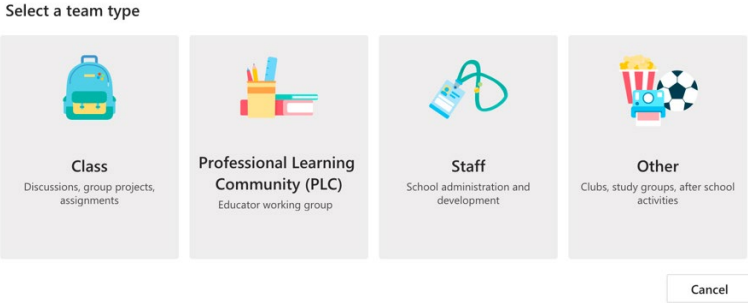 Select a team type
Class
Discussions, group projects,
assignments
Professional Learning
Community (PLC)
Educator working group
Staff
School administration and
development
Other
Clubs, study groups, after school
activities
Cancel